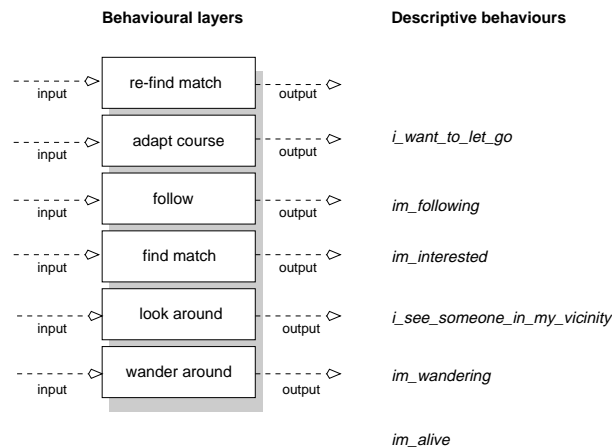 Behavioural layers Descriptive behaviours
re-find match
input output
adapt course i_want_to_let_go
input output
follow im_following
input output
find match im_interested
input output
look around i_see_someone_in_my_vicinity
input output
wander around im_wandering
input output
im_alive